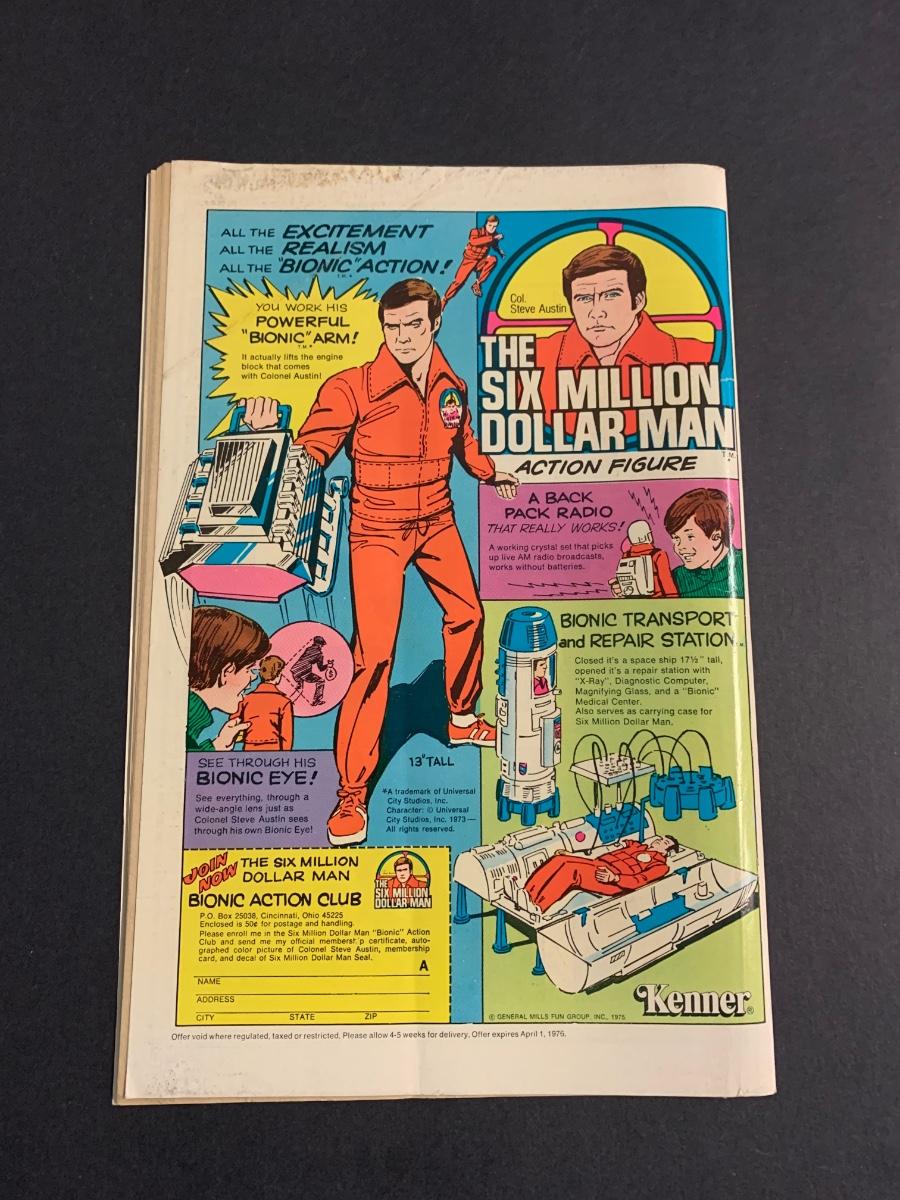 ALL THE EXCITEMENT
ALL THE REALISM
ALL THE "BIONIC" ACTION!
T.M.*
YOU WORK HIS
POWERFUL
"BIONIC" ARM!
T.M.*
It actually lifts the engine
block that comes
with Colonel Austin!
Col.
Steve Austin
THE
SIX MILLION
DOLLAR MAN
T.M.
ACTION FIGURE
A BACK
PACK RADIO
THAT REALLY WORKS!
A working crystal set that picks
up live AM radio broadcasts,
works without batteries.
BIONIC TRANSPORT
and REPAIR STATION
Closed it's a space ship 17½" tall,
opened it's a repair station with
"X-Ray", Diagnostic Computer,
Magnifying Glass, and a "Bionic"
Medical Center.
Also serves as carrying case for
Six Million Dollar Man.
SEE THROUGH HIS
BIONIC EYE!
See everything, through a
wide-angle lens just as
Colonel Steve Austin sees
through his own Bionic Eye!
13" TALL
*A trademark of Universal
City Studios, Inc.
Character: © Universal
City Studios, Inc. 1973—
All rights reserved.
JOIN NOW
THE SIX MILLION
DOLLAR MAN
BIONIC ACTION CLUB
THE
SIX MILLION
DOLLAR MAN
P.O. Box 25038, Cincinnati, Ohio 45225
Enclosed is 50¢ for postage and handling.
Please enroll me in the Six Million Dollar Man "Bionic" Action
Club and send me my official membership certificate, auto-
graphed color picture of Colonel Steve Austin, membership
card, and decal of Six Million Dollar Man Seal.
A
NAME
ADDRESS
CITY STATE ZIP
Kenner®
© GENERAL MILLS FUN GROUP, INC., 1975
Offer void where regulated, taxed or restricted. Please allow 4-5 weeks for delivery. Offer expires April 1, 1976.